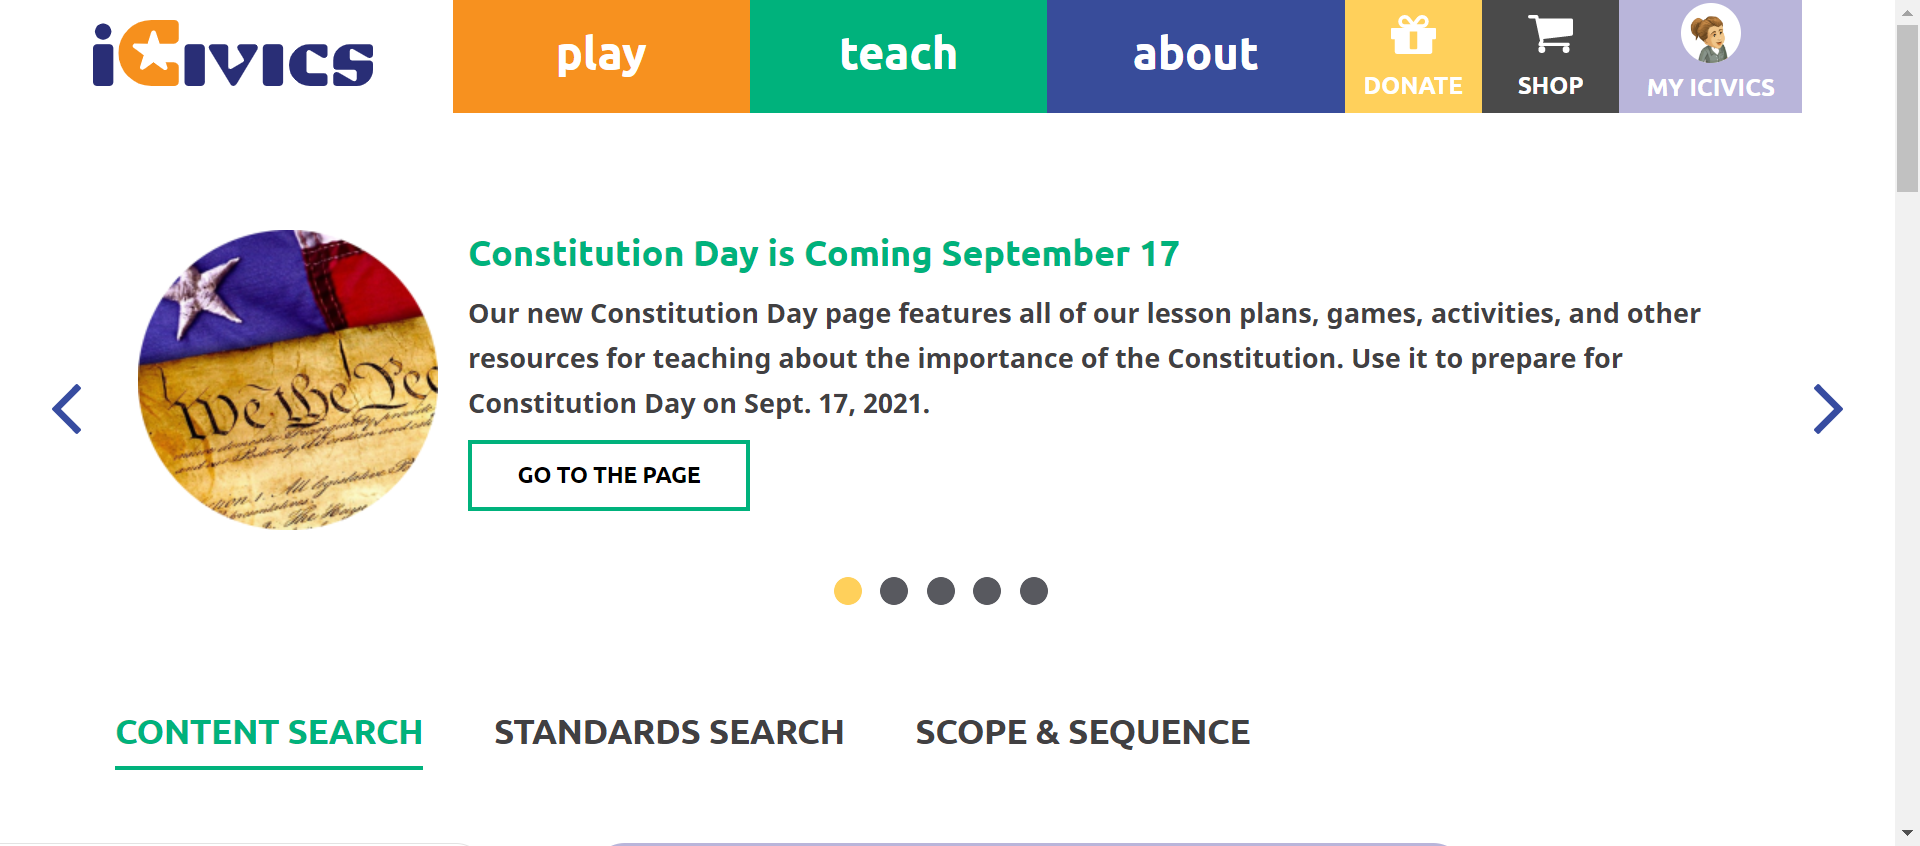 iCIVICS
play
teach
about
DONATE
SHOP
MY ICIVICS
Constitution Day is Coming September 17
Our new Constitution Day page features all of our lesson plans, games, activities, and other
resources for teaching about the importance of the Constitution. Use it to prepare for
Constitution Day on Sept. 17, 2021.
We the Peo
GO TO THE PAGE
CONTENT SEARCH
STANDARDS SEARCH
SCOPE & SEQUENCE